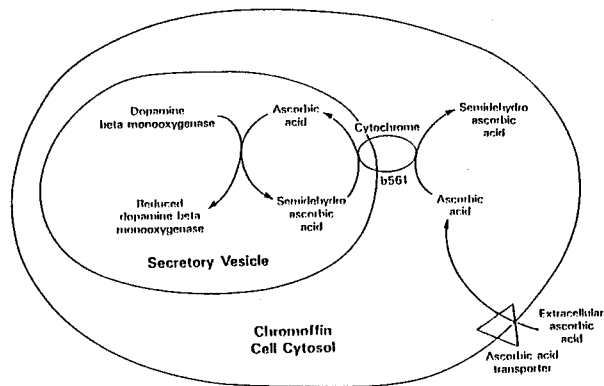 Dopamine
beta monooxygenase
Ascorbic
acid
Reduced
dopamine beta
monooxygenase
Semidehydro
ascorbic
acid
Secretory Vesicle
Cytochrome
b561
Semidehydro
ascorbic
acid
Ascorbic
acid
Chromoffin
Cell Cytosol
Extracellular
ascorbic
acid
Ascorbic acid
transporter